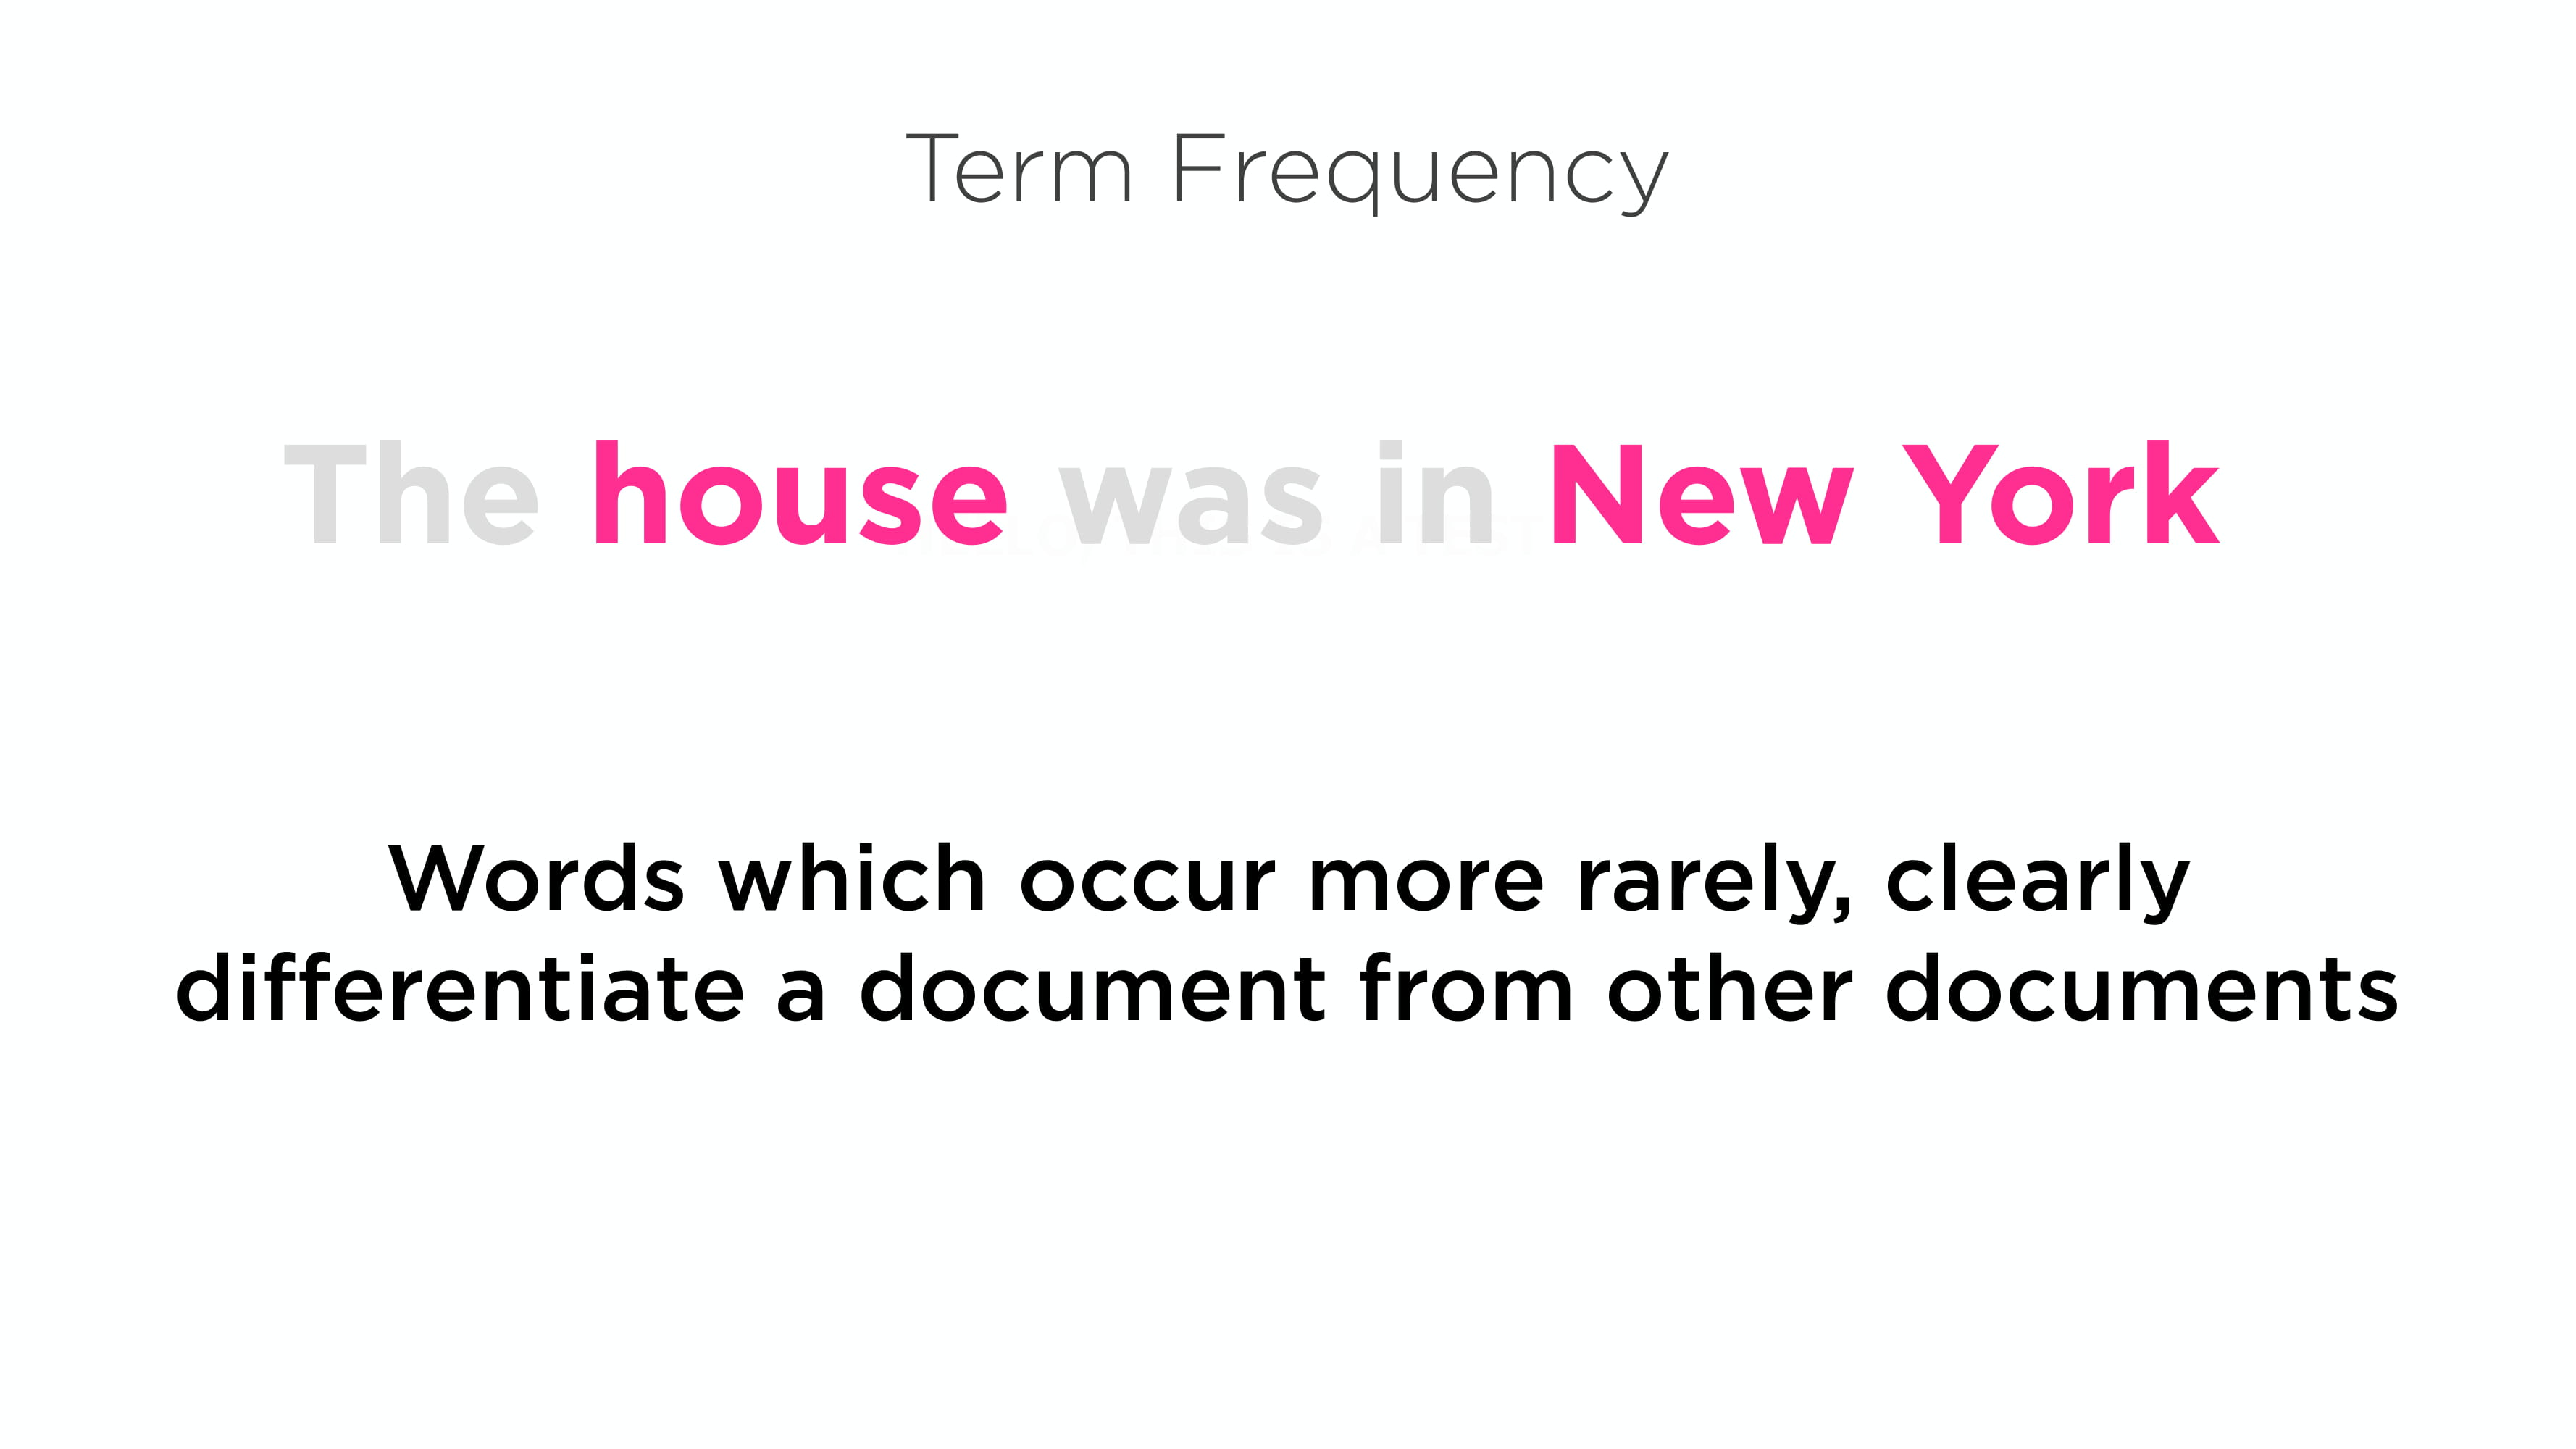 Term Frequency
The house was in New York
Words which occur more rarely, clearly
differentiate a document from other documents